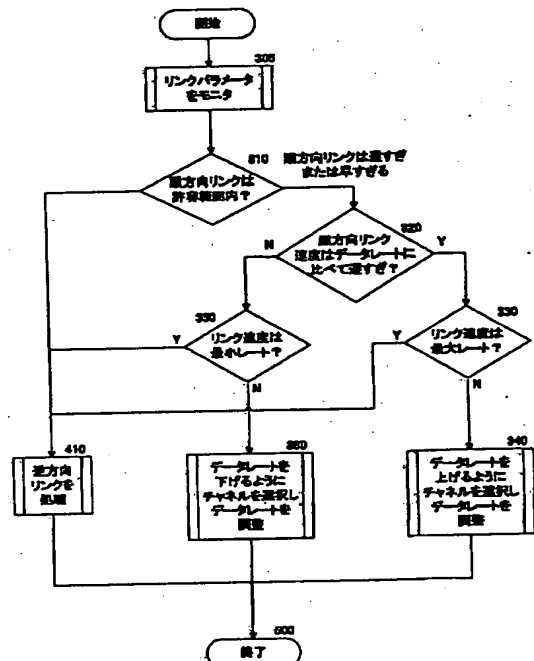 開始
305
リンクパラメータ
をモニタ
310
順方向リンクは遅すぎ
または早すぎる
順方向リンクは
許容範囲内？
320
N
Y
順方向リンク
速度はデータレートに
比べて遅すぎ？
330
Y
リンク速度は
最大レート？
N
Y
リンク速度は
最小レート？
N
410
逆方向
リンクを
処理
360
データレートを
下げるように
チャネルを選択し
データレートを
調整
340
データレートを
上げるように
チャネルを選択し
データレートを
調整
終了